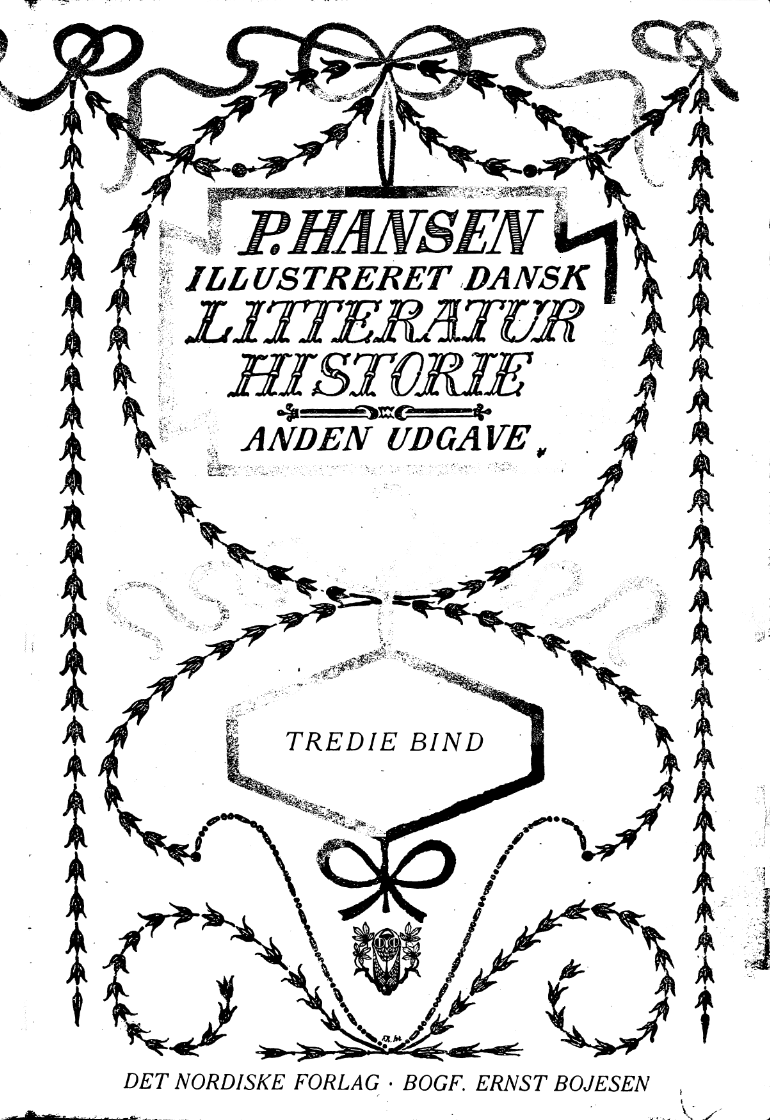 P. HANSEN
ILLUSTRERET DANSK
LITTERATUR
HISTORIE
ANDEN UDGAVE
TREDIE BIND
DET NORDISKE FORLAG · BOGF. ERNST BOJESEN